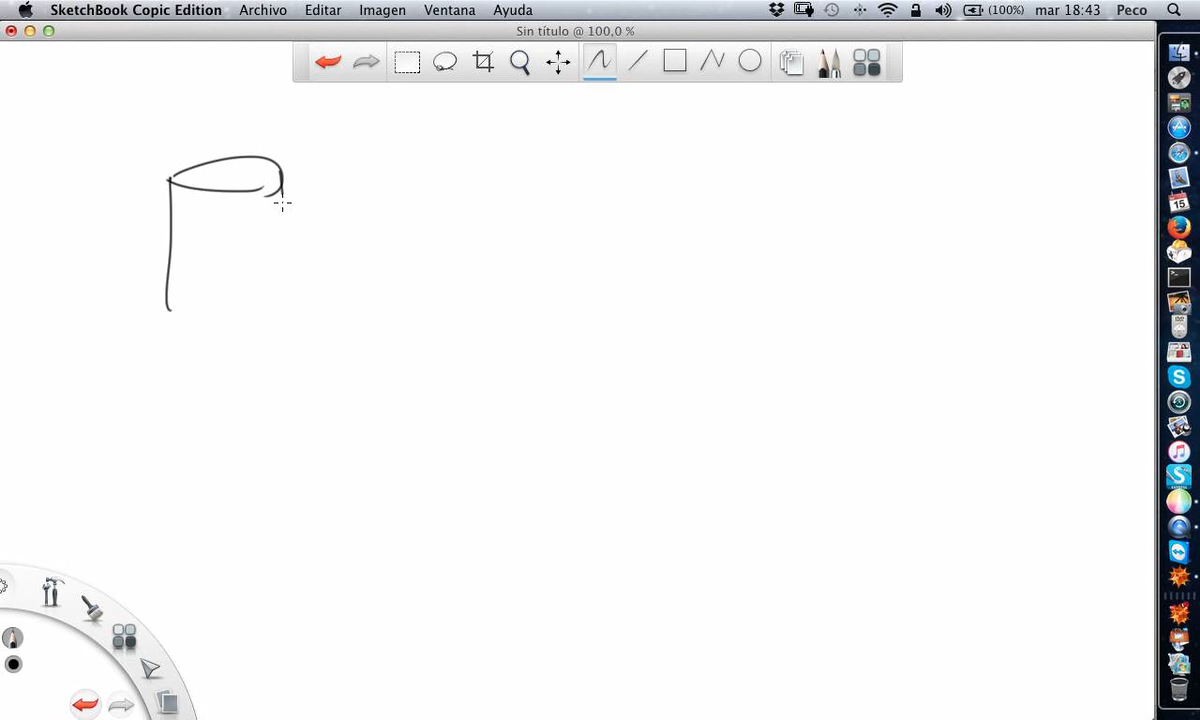 SketchBook Copic Edition Archivo Editar Imagen Ventana Ayuda (100%) mar 18:43 Peco
Sin título @ 100,0 %
15
S
S